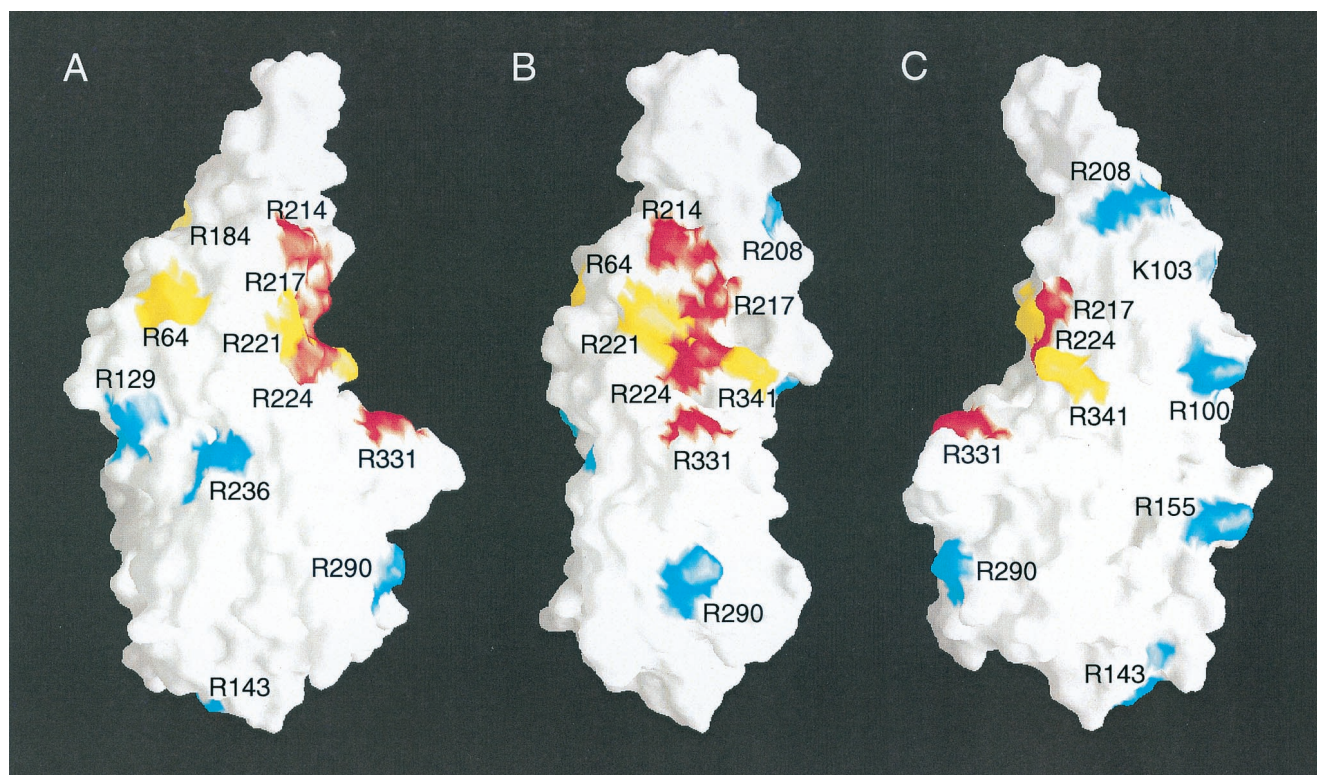 A
R214
R184
R217
R64
R221
R129
R224
R331
R236
R290
R143
B
R214
R64
R208
R217
R221
R224
R341
R331
R290
C
R208
K103
R217
R224
R341
R100
R331
R155
R290
R143